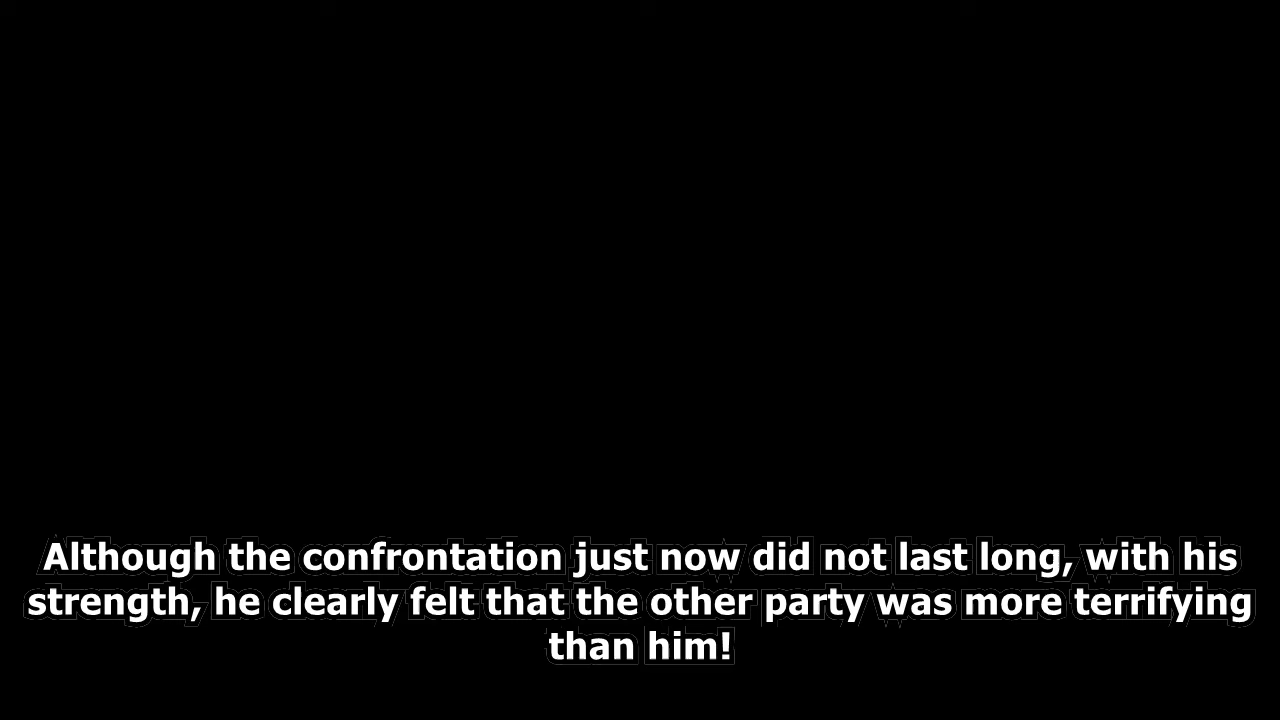 Although the confrontation just now did not last long, with his
strength, he clearly felt that the other party was more terrifying
than him!